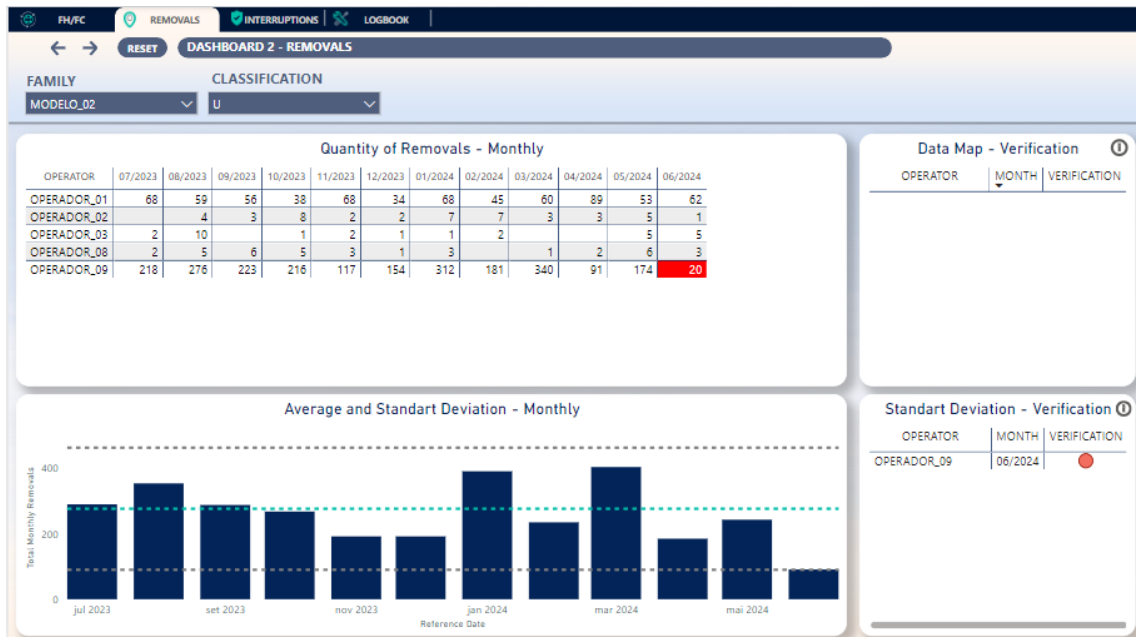 FH/FC REMOVALS INTERRUPTIONS LOGBOOK
RESET DASHBOARD 2 - REMOVALS
FAMILY CLASSIFICATION
MODELO_02 U
Quantity of Removals - Monthly
OPERATOR 07/2023 08/2023 09/2023 10/2023 11/2023 12/2023 01/2024 02/2024 03/2024 04/2024 05/2024 06/2024
OPERADOR_01 68 59 56 38 68 34 68 45 60 89 53 62
OPERADOR_02 4 3 8 2 2 7 7 3 3 5 1
OPERADOR_03 2 10 1 2 1 1 2 5 5
OPERADOR_08 2 5 6 5 3 1 3 1 2 6 3
OPERADOR_09 218 276 223 216 117 154 312 181 340 91 174 20
Data Map - Verification
OPERATOR MONTH VERIFICATION
Average and Standart Deviation - Monthly
Total Monthly Removals
400
200
0
jul 2023 set 2023 nov 2023 jan 2024 mar 2024 mai 2024
Reference Date
Standart Deviation - Verification
OPERATOR MONTH VERIFICATION
OPERADOR_09 06/2024